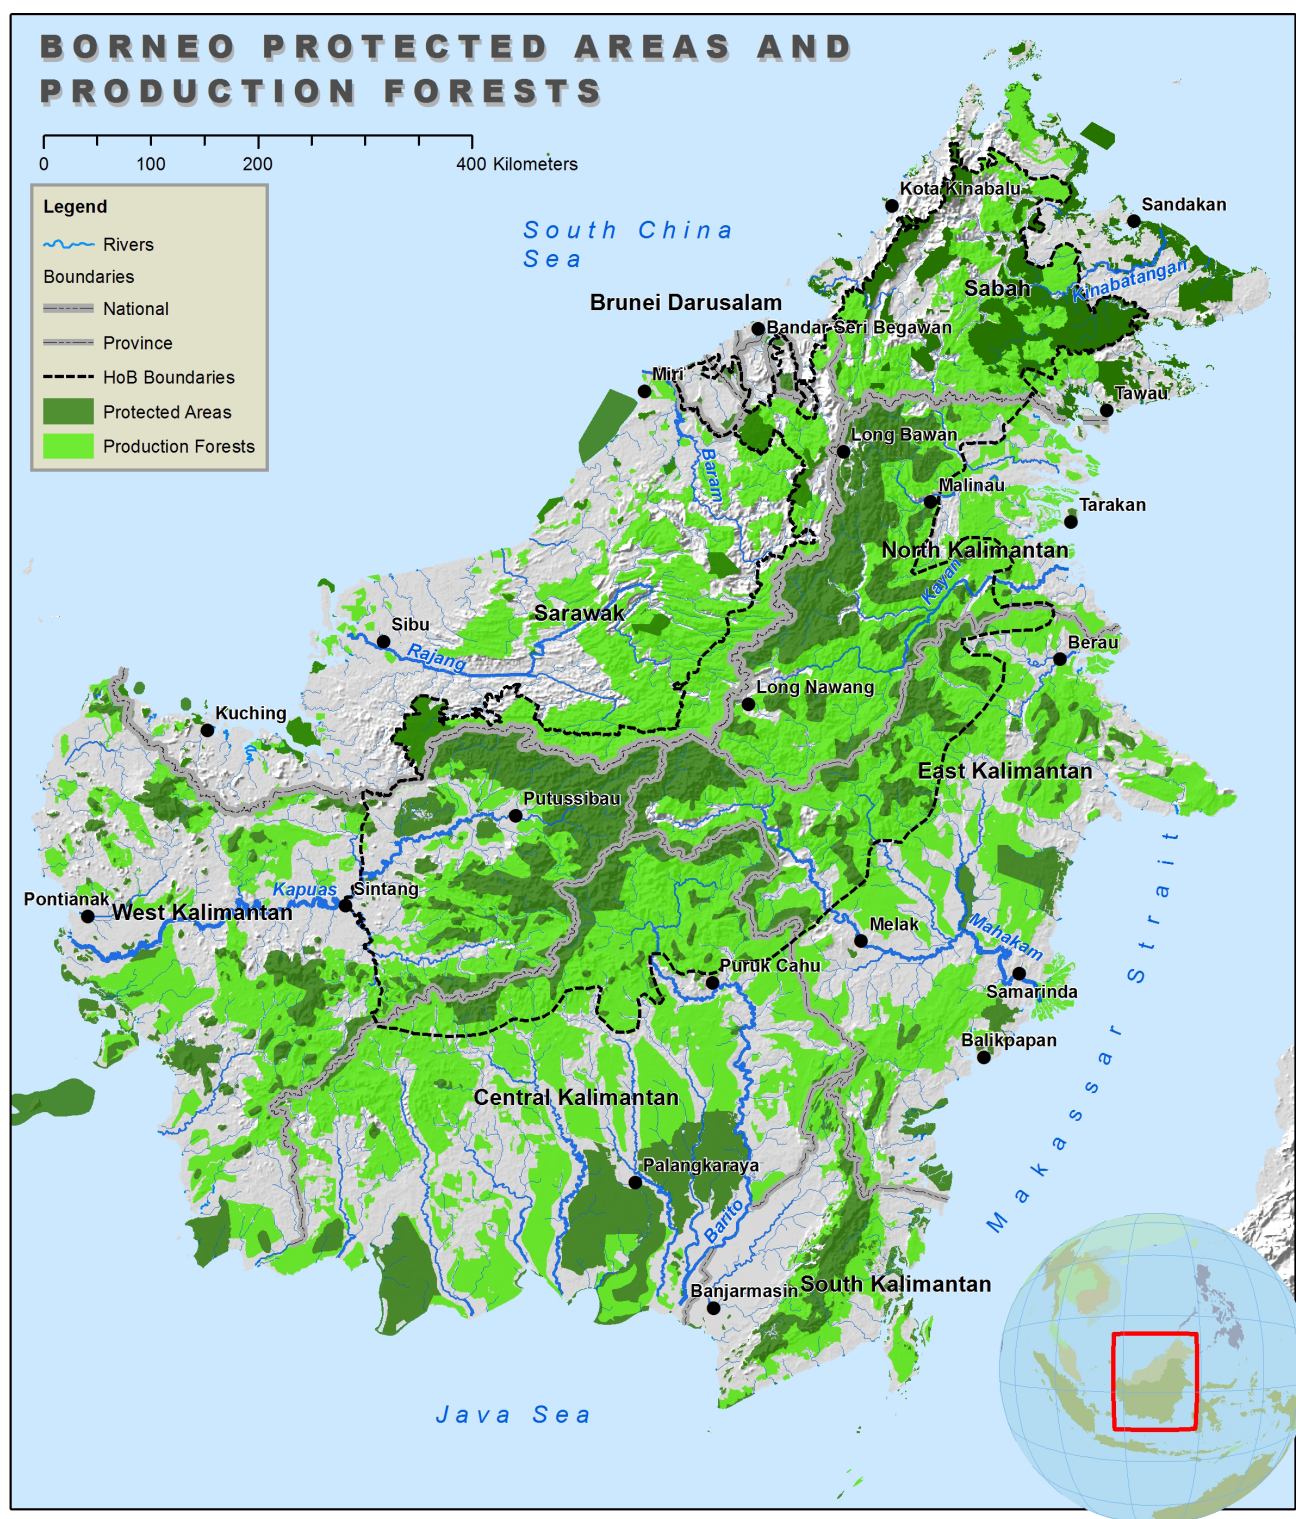 BORNEO PROTECTED AREAS AND
PRODUCTION FORESTS
0 100 200 400 Kilometers
Legend
Rivers
Boundaries
National
Province
HoB Boundaries
Protected Areas
Production Forests
South China
Sea
Kota Kinabalu
Sandakan
Kinabatangan
Sabah
Brunei Darusalam
Bandar Seri Begawan
Miri
Tawau
Long Bawan
Baram
Malinau
Tarakan
North Kalimantan
Kayan
Sarawak
Sibu
Rajang
Berau
Long Nawang
Kuching
East Kalimantan
Putussibau
Makassar Strait
Kapuas
Sintang
Pontianak
West Kalimantan
Melak
Mahakam
Puruk Cahu
Samarinda
Balikpapan
Central Kalimantan
Palangkaraya
Barito
Banjarmasin
South Kalimantan
Java Sea